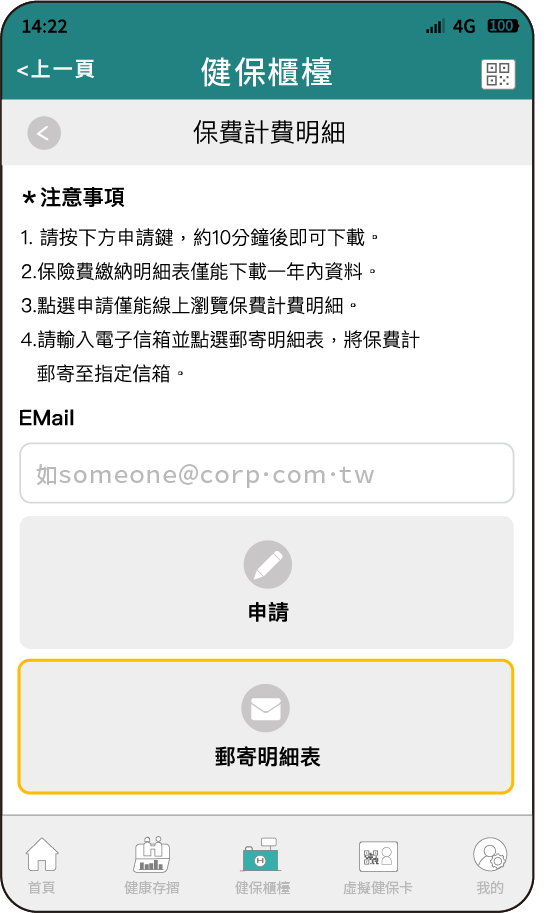 14:22 4G 100
<上一頁 健保櫃檯
保費計費明細
＊注意事項
1. 請按下方申請鍵，約10分鐘後即可下載。
2.保險費繳納明細表僅能下載一年內資料。
3.點選申請僅能線上瀏覽保費計費明細。
4.請輸入電子信箱並點選郵寄明細表，將保費計
郵寄至指定信箱。
EMail
如someone@corp·com·tw
申請
郵寄明細表
首頁 健康存摺 健保櫃檯 虛擬健保卡 我的